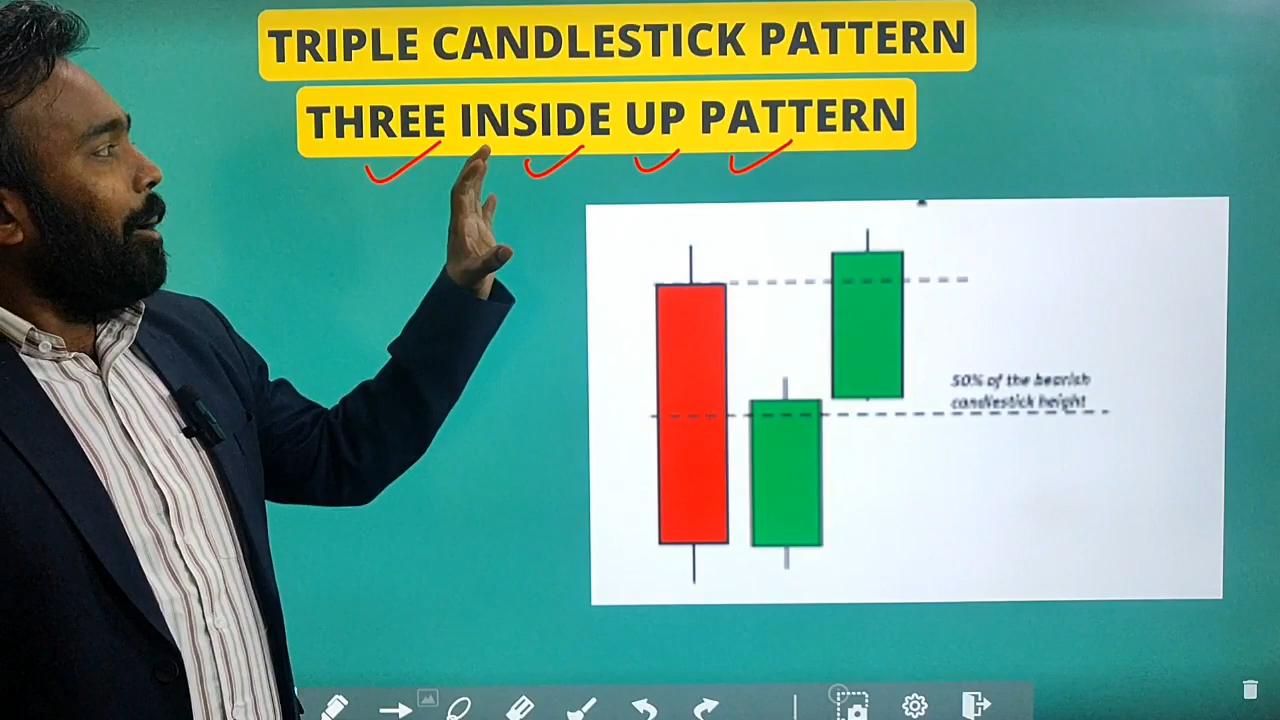 TRIPLE CANDLESTICK PATTERN
THREE INSIDE UP PATTERN
50% of the bearish
candlestick height